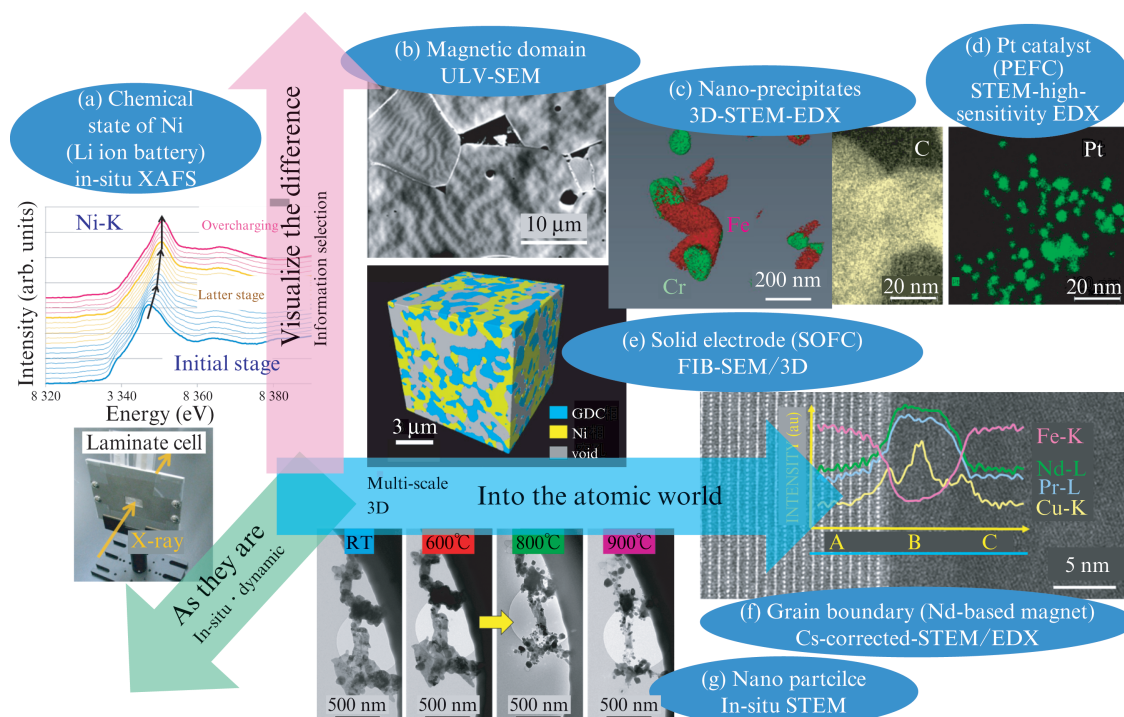 (a) Chemical
state of Ni
(Li ion battery)
in-situ XAFS
Ni-K
Overcharging
Latter stage
Initial stage
Intensity (arb. units)
8 320
8 340
8 360
8 380
Energy (eV)
Laminate cell
X-ray
Visualize the difference
Information selection
(b) Magnetic domain
ULV-SEM
10 μm
(c) Nano-precipitates
3D-STEM-EDX
Fe
Cr
200 nm
C
20 nm
(d) Pt catalyst
(PEFC)
STEM-high-
sensitivity EDX
Pt
20 nm
3 μm
GDC
Ni
void
(e) Solid electrode (SOFC)
FIB-SEM/3D
Multi-scale
3D
Into the atomic world
INTENSITY (au)
Fe-K
Nd-L
Pr-L
Cu-K
A
B
C
5 nm
(f) Grain boundary (Nd-based magnet)
Cs-corrected-STEM/EDX
As they are
In-situ・dynamic
RT
600℃
800℃
900℃
500 nm
500 nm
500 nm
500 nm
(g) Nano partcilce
In-situ STEM